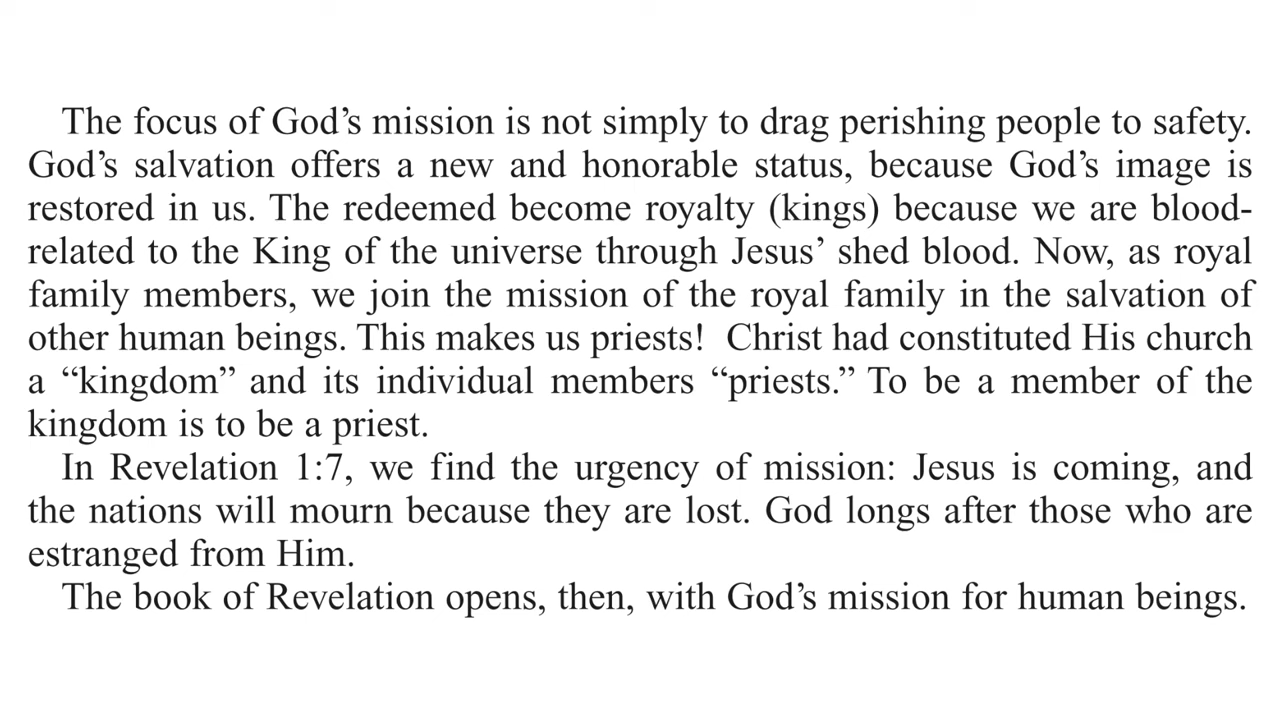 The focus of God’s mission is not simply to drag perishing people to safety.
God’s salvation offers a new and honorable status, because God’s image is
restored in us. The redeemed become royalty (kings) because we are blood-
related to the King of the universe through Jesus’ shed blood. Now, as royal
family members, we join the mission of the royal family in the salvation of
other human beings. This makes us priests!  Christ had constituted His church
a “kingdom” and its individual members “priests.” To be a member of the
kingdom is to be a priest.
In Revelation 1:7, we find the urgency of mission: Jesus is coming, and
the nations will mourn because they are lost. God longs after those who are
estranged from Him.
The book of Revelation opens, then, with God’s mission for human beings.